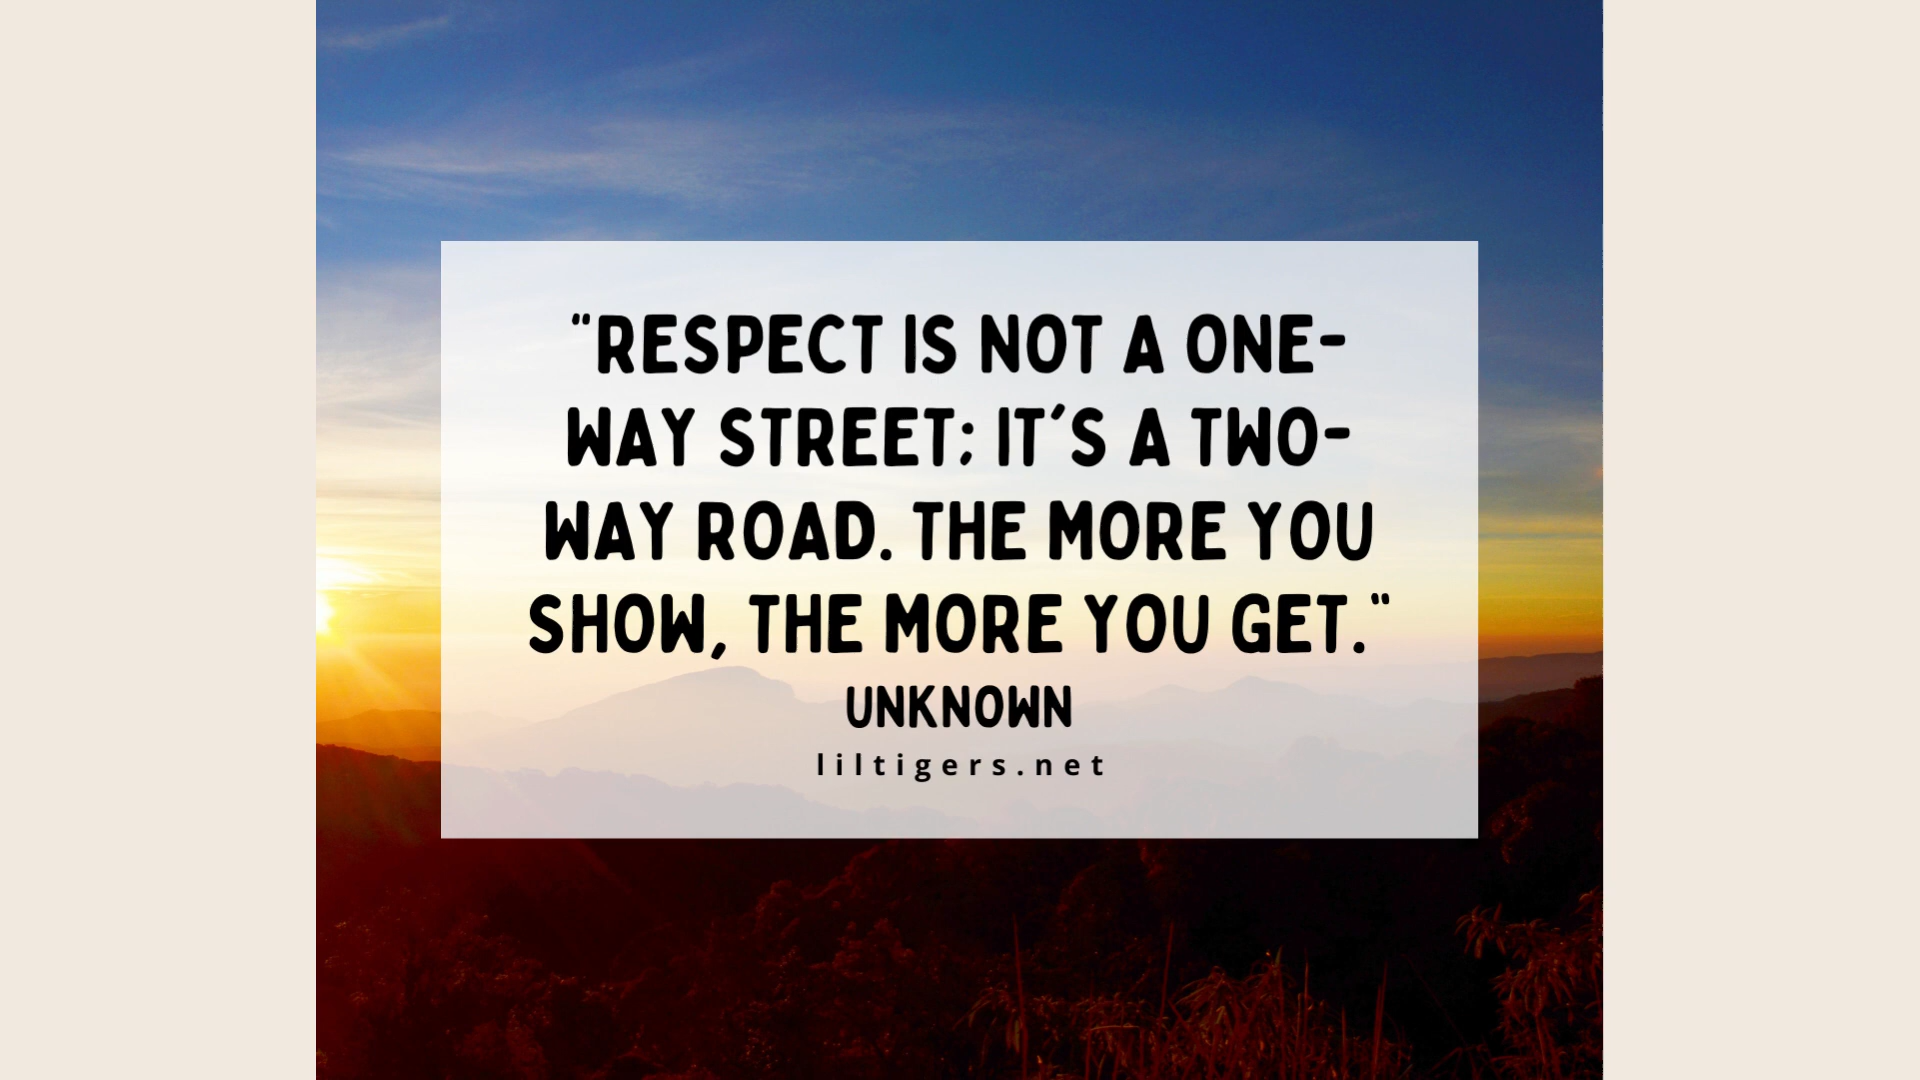 "RESPECT IS NOT A ONE-
WAY STREET; IT'S A TWO-
WAY ROAD. THE MORE YOU
SHOW, THE MORE YOU GET."
UNKNOWN
liltigers.net